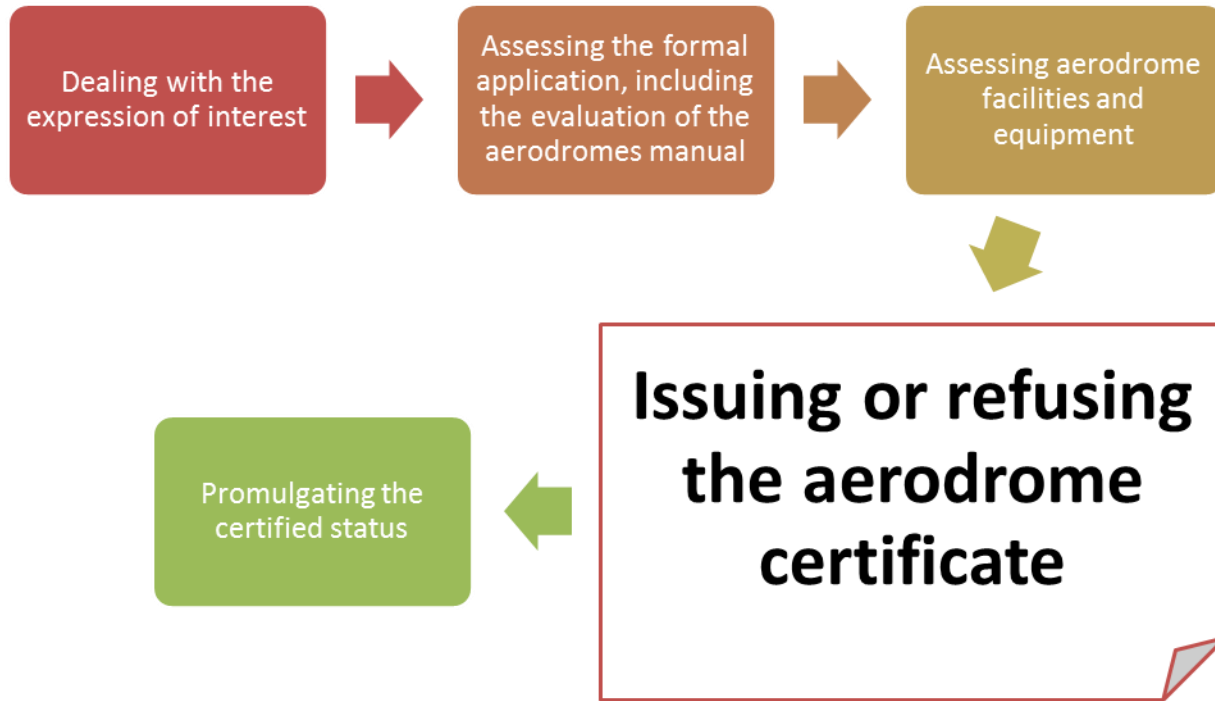 Dealing with the
expression of interest
Assessing the formal
application, including
the evaluation of the
aerodromes manual
Assessing aerodrome
facilities and
equipment
Issuing or refusing
the aerodrome
certificate
Promulgating the
certified status